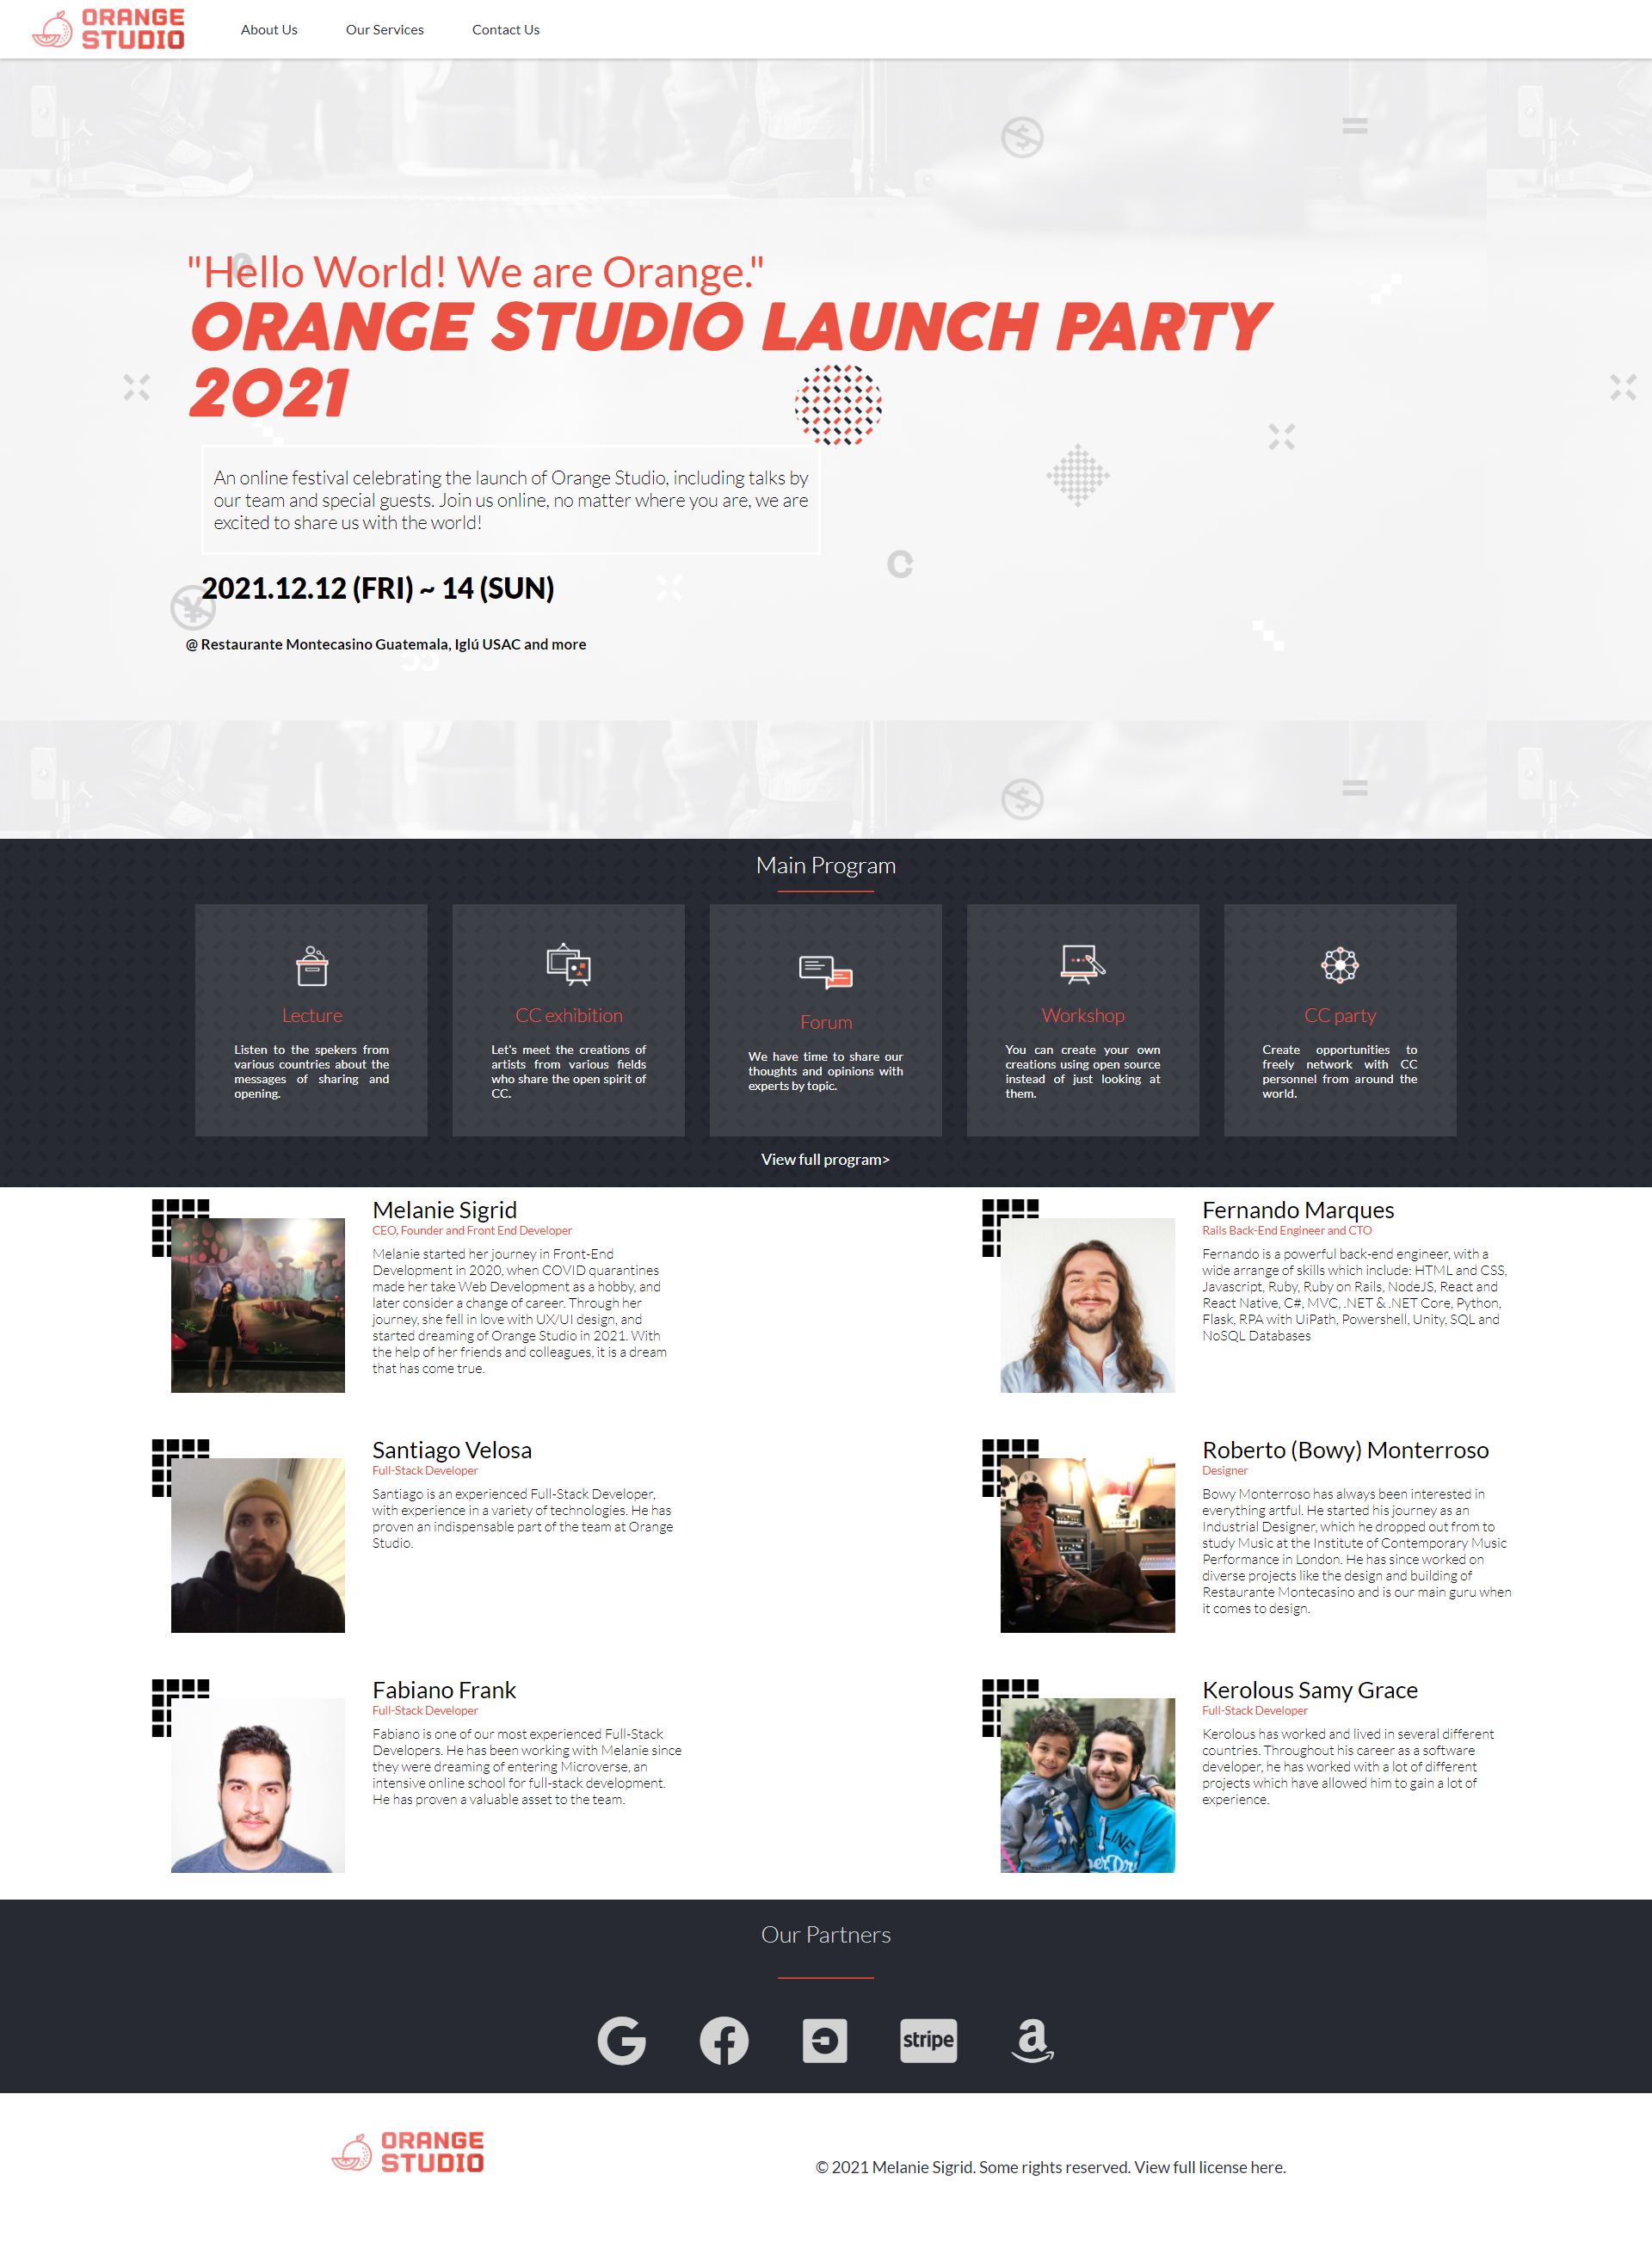 ORANGE
STUDIO
About Us
Our Services
Contact Us
"Hello World! We are Orange."
ORANGE STUDIO LAUNCH PARTY
2021
An online festival celebrating the launch of Orange Studio, including talks by
our team and special guests. Join us online, no matter where you are, we are
excited to share us with the world!
2021.12.12 (FRI) ~ 14 (SUN)
@ Restaurante Montecasino Guatemala, Iglú USAC and more
Main Program
Lecture
Listen to the spekers from
various countries about the
messages of sharing and
opening.
CC exhibition
Let's meet the creations of
artists from various fields
who share the open spirit of
CC.
Forum
We have time to share our
thoughts and opinions with
experts by topic.
Workshop
You can create your own
creations using open source
instead of just looking at
them.
CC party
Create opportunities to
freely network with CC
personnel from around the
world.
View full program>
Melanie Sigrid
CEO, Founder and Front End Developer
Melanie started her journey in Front-End
Development in 2020, when COVID quarantines
made her take Web Development as a hobby, and
later consider a change of career. Through her
journey, she fell in love with UX/UI design, and
started dreaming of Orange Studio in 2021. With
the help of her friends and colleagues, it is a dream
that has come true.
Fernando Marques
Rails Back-End Engineer and CTO
Fernando is a powerful back-end engineer, with a
wide arrange of skills which include: HTML and CSS,
Javascript, Ruby, Ruby on Rails, NodeJS, React and
React Native, C#, MVC, .NET & .NET Core, Python,
Flask, RPA with UiPath, Powershell, Unity, SQL and
NoSQL Databases
Santiago Velosa
Full-Stack Developer
Santiago is an experienced Full-Stack Developer,
with experience in a variety of technologies. He has
proven an indispensable part of the team at Orange
Studio.
Roberto (Bowy) Monterroso
Designer
Bowy Monterroso has always been interested in
everything artful. He started his journey as an
Industrial Designer, which he dropped out from to
study Music at the Institute of Contemporary Music
Performance in London. He has since worked on
diverse projects like the design and building of
Restaurante Montecasino and is our main guru when
it comes to design.
Fabiano Frank
Full-Stack Developer
Fabiano is one of our most experienced Full-Stack
Developers. He has been working with Melanie since
they were dreaming of entering Microverse, an
intensive online school for full-stack development.
He has proven a valuable asset to the team.
Kerolous Samy Grace
Full-Stack Developer
Kerolous has worked and lived in several different
countries. Throughout his career as a software
developer, he has worked with a lot of different
projects which have allowed him to gain a lot of
experience.
Our Partners
stripe
ORANGE
STUDIO
© 2021 Melanie Sigrid. Some rights reserved. View full license here.